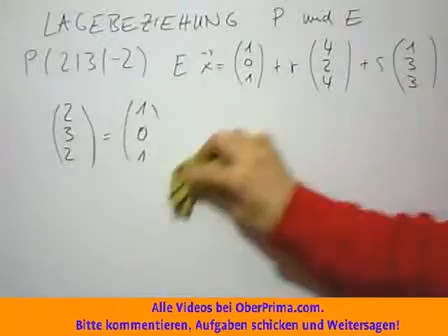 LAGEBEZIEHUNG P und E
P(2|3|-2) E x⃗ = (1 0 1) + r (4 2 4) + s (1 3 3)
(2 3 2) = (1 0 1)
Alle Videos bei OberPrima.com.
Bitte kommentieren, Aufgaben schicken und Weitersagen!